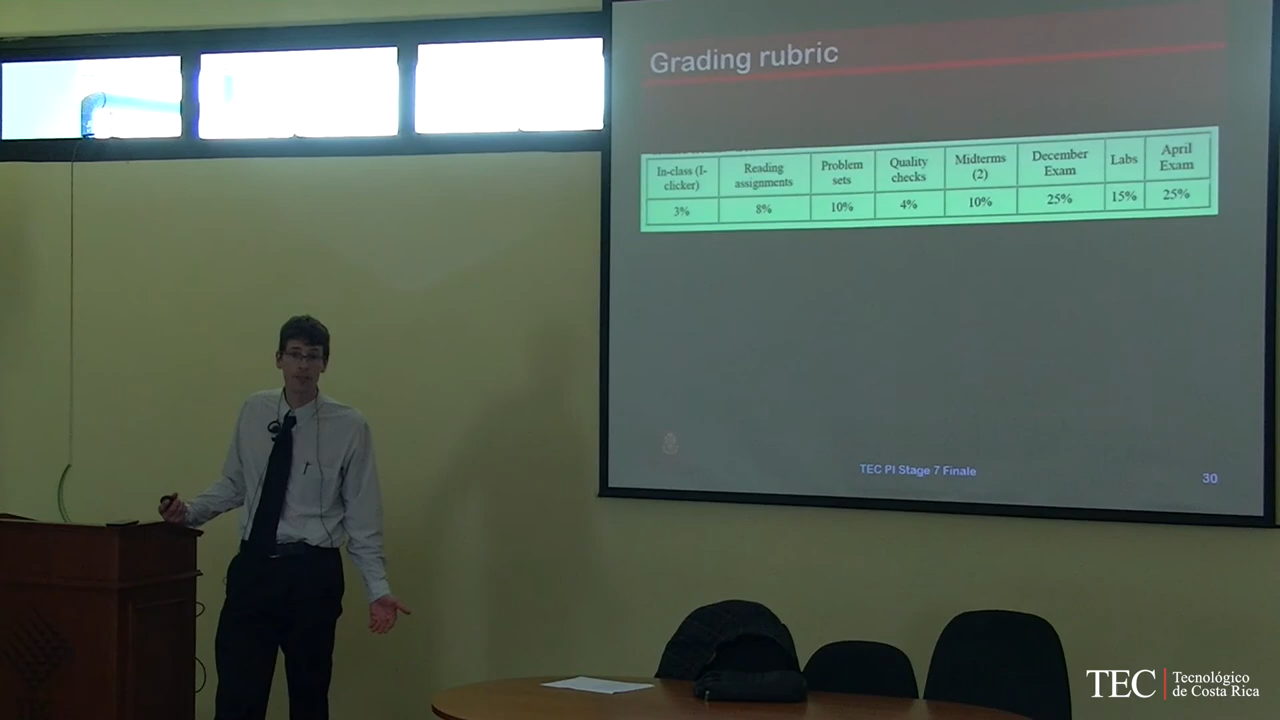 Grading rubric
In-class (I-
clicker)
Reading
assignments
Problem
sets
Quality
checks
Midterms
(2)
December
Exam
Labs
April
Exam
3%
8%
10%
4%
10%
25%
15%
25%
TEC PI Stage 7 Finale
30
TEC
Tecnológico
de Costa Rica